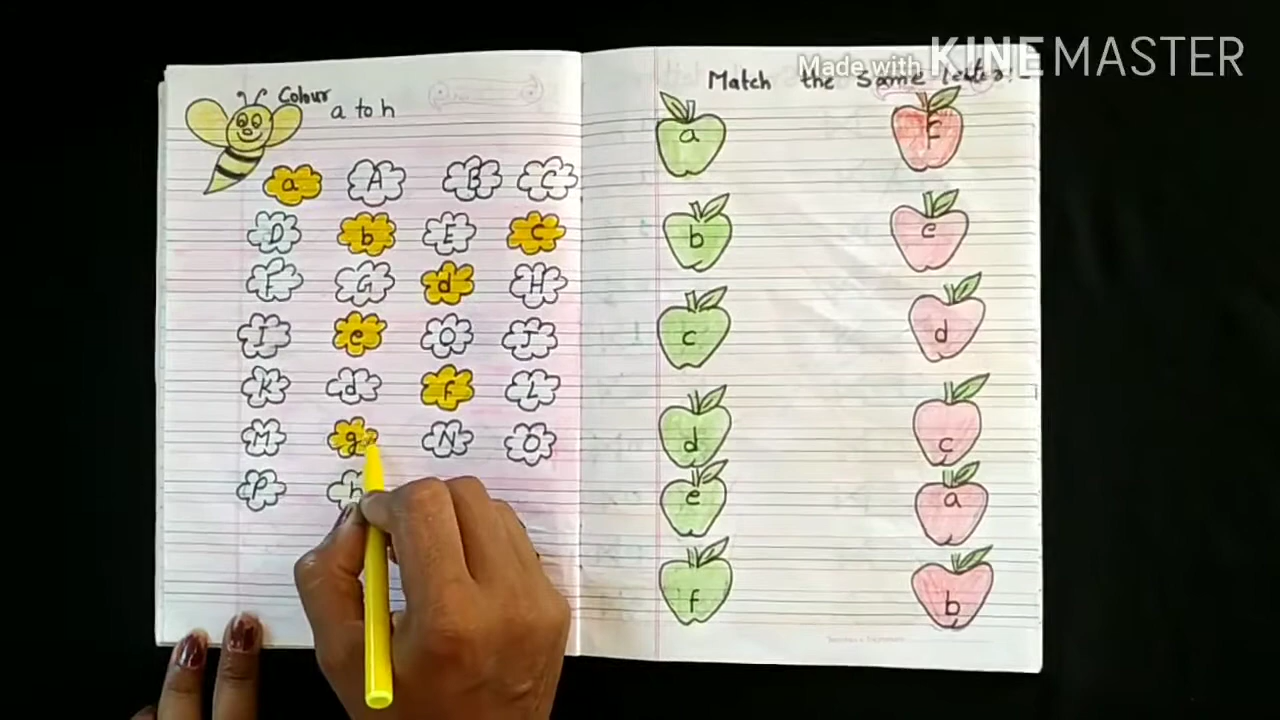 Made with KINEMASTER
Colour
a to h
a A B C
D b E c
F G d H
I e O J
K d f L
M g N O
P h
Match the Same letter:-
a f
b e
c d
d c
e a
f b